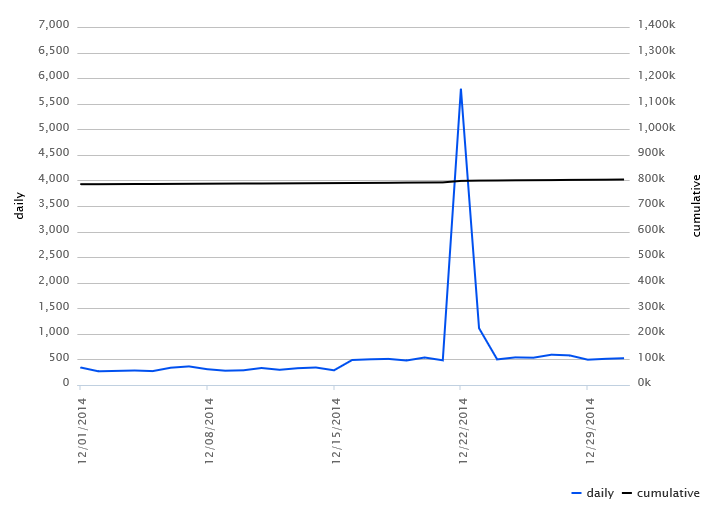 7,000 1,400k
6,500 1,300k
6,000 1,200k
5,500 1,100k
5,000 1,000k
4,500 900k
4,000 800k
3,500 700k
3,000 600k
2,500 500k
2,000 400k
1,500 300k
1,000 200k
500 100k
0 0k
daily
cumulative
12/01/2014 12/08/2014 12/15/2014 12/22/2014 12/29/2014
daily cumulative